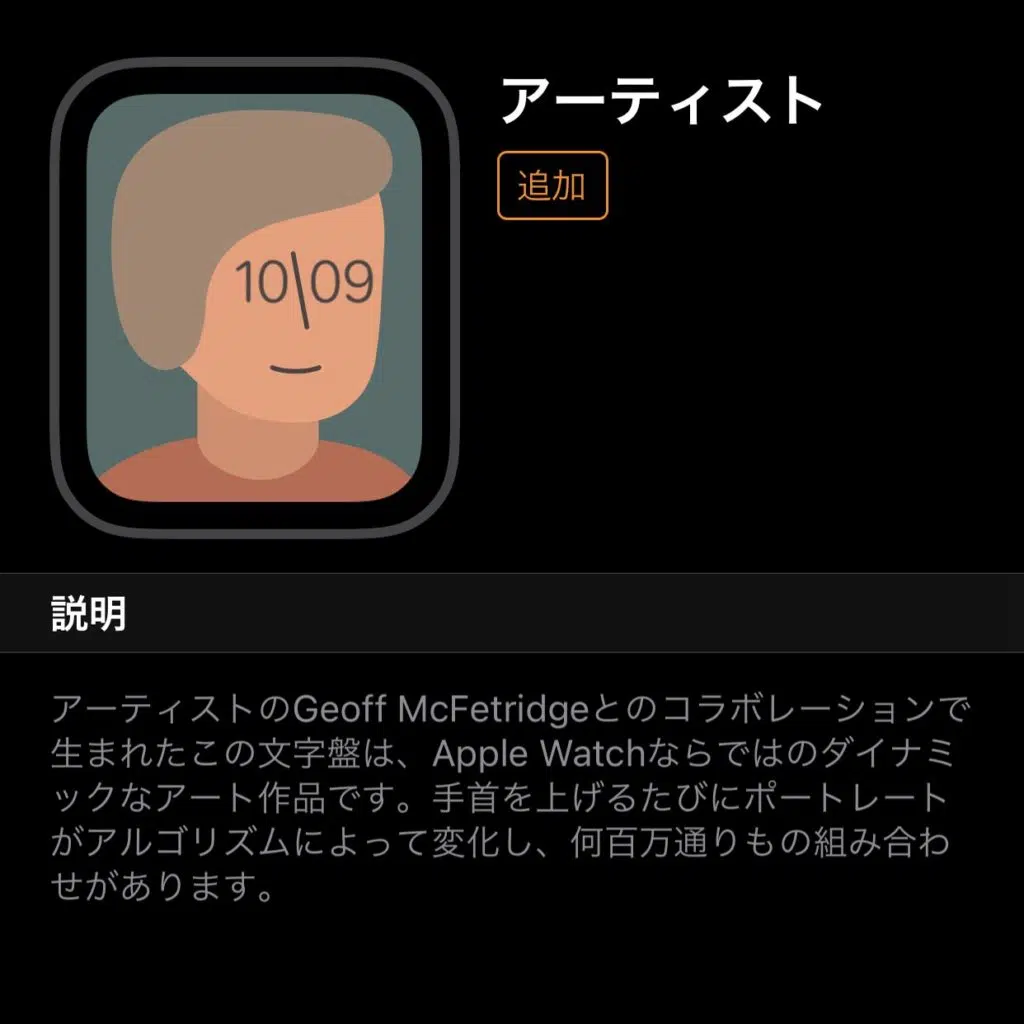 アーティスト
追加
10\09
説明
アーティストのGeoff McFetridgeとのコラボレーションで
生まれたこの文字盤は、Apple Watchならではのダイナミ
ックなアート作品です。手首を上げるたびにポートレート
がアルゴリズムによって変化し、何百万通りもの組み合わ
せがあります。